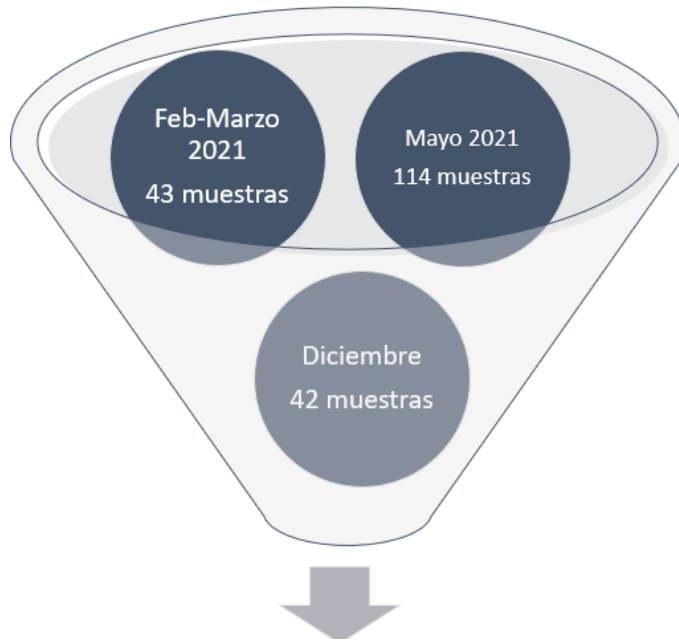 Feb-Marzo
2021
43 muestras
Mayo 2021
114 muestras
Diciembre
42 muestras